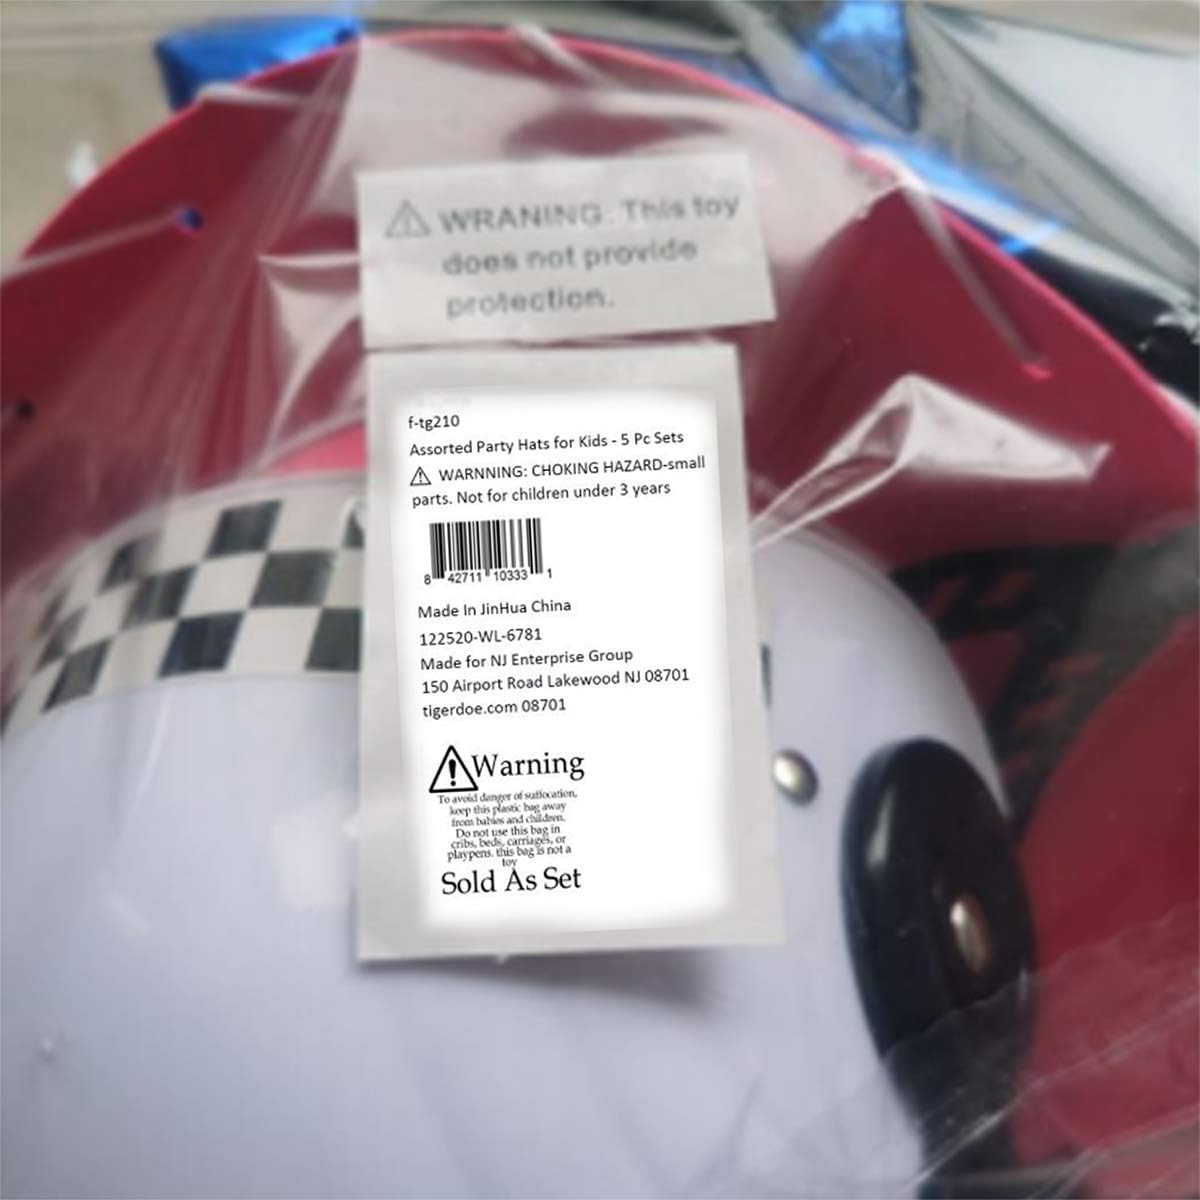 ⚠ WRANING: This toy
does not provide
protection.
f-tg210
Assorted Party Hats for Kids - 5 Pc Sets
⚠ WARNNING: CHOKING HAZARD-small
parts. Not for children under 3 years
8 42711 10333 1
Made In JinHua China
122520-WL-6781
Made for NJ Enterprise Group
150 Airport Road Lakewood NJ 08701
tigerdoe.com 08701
⚠ Warning
To avoid danger of suffocation,
keep this plastic bag away
from babies and children.
Do not use this bag in
cribs, beds, carriages, or
playpens. this bag is not a
toy
Sold As Set